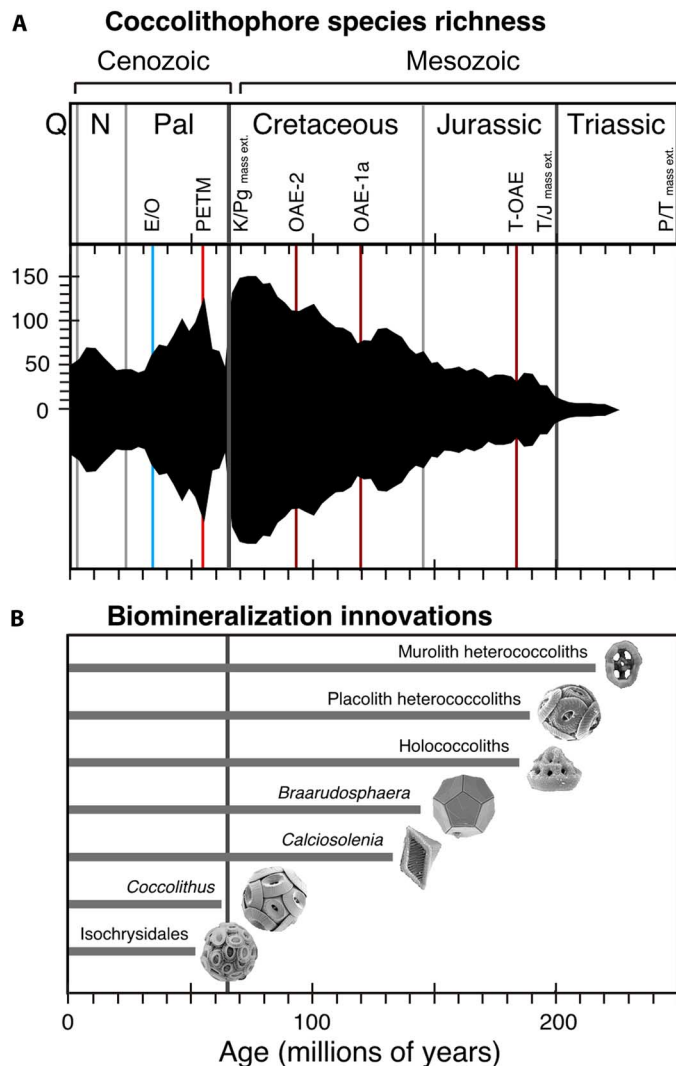 A
Coccolithophore species richness
Cenozoic
Mesozoic
Q
N
Pal
Cretaceous
Jurassic
Triassic
E/O
PETM
K/Pg mass ext.
OAE-2
OAE-1a
T-OAE
T/J mass ext.
P/T mass ext.
150
100
50
0
B
Biomineralization innovations
Murolith heterococcoliths
Placolith heterococcoliths
Holococcoliths
Braarudosphaera
Calciosolenia
Coccolithus
Isochrysidales
0
100
200
Age (millions of years)